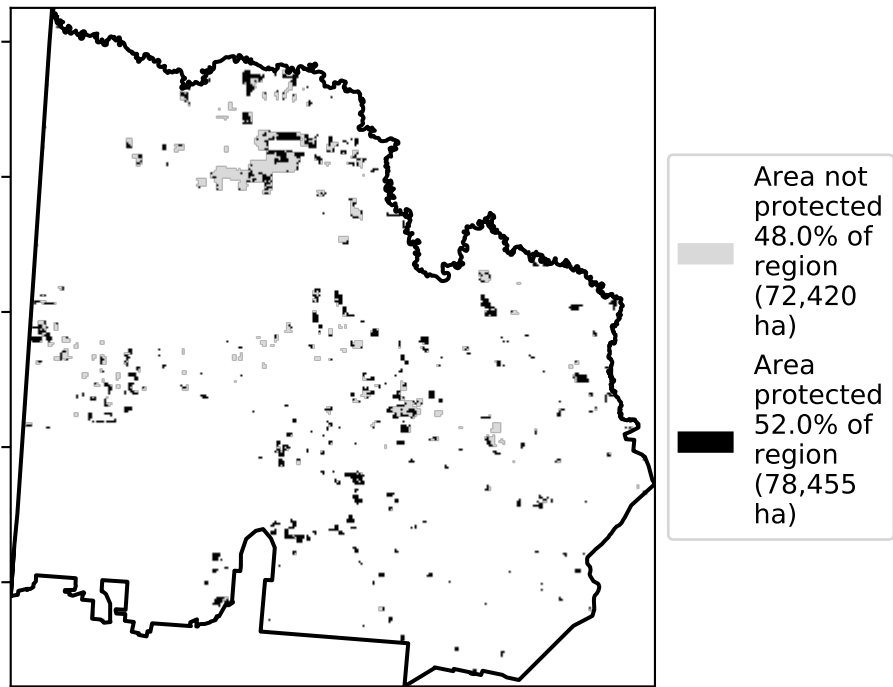 Area not
protected
48.0% of
region
(72,420
ha)
Area
protected
52.0% of
region
(78,455
ha)